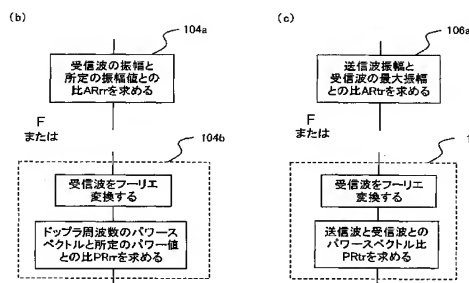 (b)
104a
受信波の振幅と
所定の振幅値との
比ARrrを求める
F
または
104b
受信波をフーリエ
変換する
ドップラ周波数のパワース
ペクトルと所定のパワー値
との比PRrrを求める
(c)
106a
送信波振幅と
受信波の最大振幅
との比ARtrを求める
F
または
1
受信波をフーリエ
変換する
送信波と受信波との
パワースペクトル比
PRtrを求める